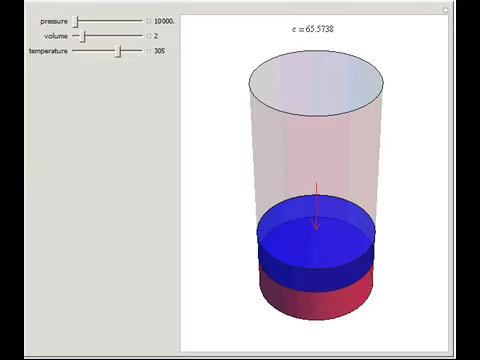 pressure 10000.
volume 2
temperature 305
c = 65.5738